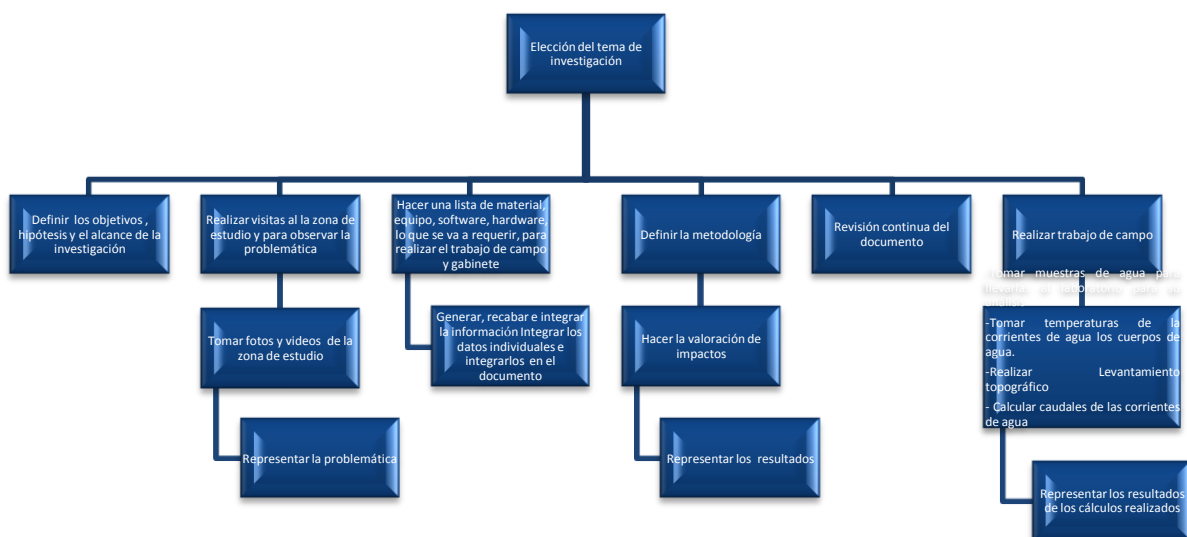 Elección del tema de
investigación
Definir los objetivos ,
hipótesis y el alcance de la
investigación
Realizar visitas al la zona de
estudio y para observar la
problemática
Hacer una lista de material,
equipo, software, hardware,
lo que se va a requerir, para
realizar el trabajo de campo
y gabinete
Definir la metodología
Revisión continua del
documento
Realizar trabajo de campo
Tomar fotos y videos de la
zona de estudio
Generar, recabar e integrar
la información Integrar los
datos individuales e
integrarlos en el
documento
Hacer la valoración de
impactos
-Tomar muestras de agua para
llevarla al laboratorio para su
análisis
-Tomar temperaturas de la
corrientes de agua los cuerpos de
agua.
-Realizar Levantamiento
topográfico
- Calcular caudales de las corrientes
de agua
Representar la problemática
Representar los resultados
Representar los resultados
de los cálculos realizados